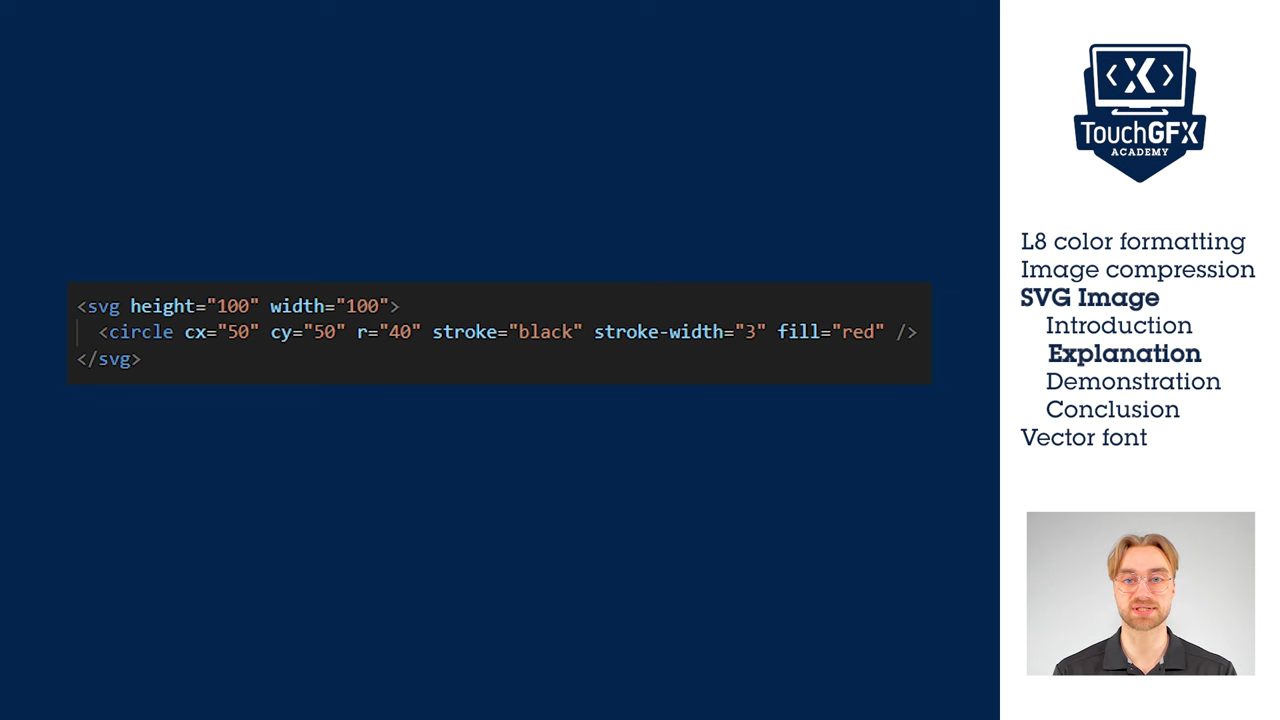 <svg height="100" width="100">
<circle cx="50" cy="50" r="40" stroke="black" stroke-width="3" fill="red" />
</svg>
TouchGFX
ACADEMY
L8 color formatting
Image compression
SVG Image
Introduction
Explanation
Demonstration
Conclusion
Vector font